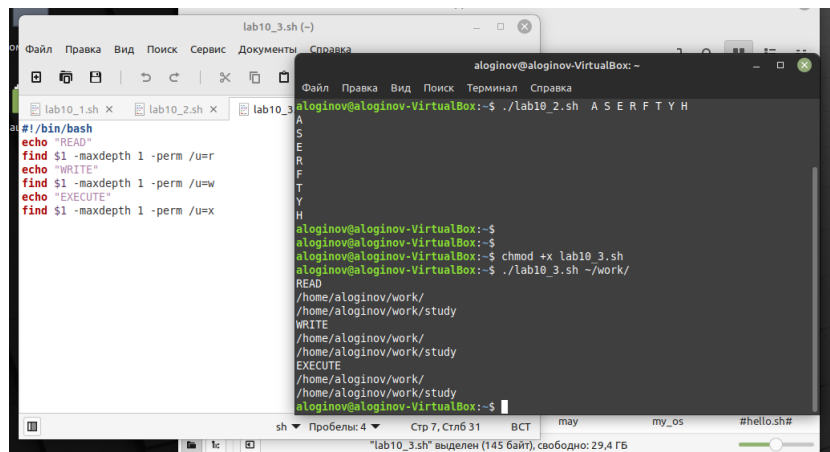 lab10_3.sh (~)
Файл Правка Вид Поиск Сервис Документы Справка
lab10_1.sh
lab10_2.sh
lab10_3
#!/bin/bash
echo "READ"
find $1 -maxdepth 1 -perm /u=r
echo "WRITE"
find $1 -maxdepth 1 -perm /u=w
echo "EXECUTE"
find $1 -maxdepth 1 -perm /u=x
sh Пробелы: 4 Стр 7, Стлб 31 ВСТ
aloginov@aloginov-VirtualBox: ~
Файл Правка Вид Поиск Терминал Справка
aloginov@aloginov-VirtualBox:~$ ./lab10_2.sh A S E R F T Y H
A
S
E
R
F
T
Y
H
aloginov@aloginov-VirtualBox:~$
aloginov@aloginov-VirtualBox:~$
aloginov@aloginov-VirtualBox:~$ chmod +x lab10_3.sh
aloginov@aloginov-VirtualBox:~$ ./lab10_3.sh ~/work/
READ
/home/aloginov/work/
/home/aloginov/work/study
WRITE
/home/aloginov/work/
/home/aloginov/work/study
EXECUTE
/home/aloginov/work/
/home/aloginov/work/study
aloginov@aloginov-VirtualBox:~$
may my_os #hello.sh#
"lab10_3.sh" выделен (145 байт), свободно: 29,4 ГБ